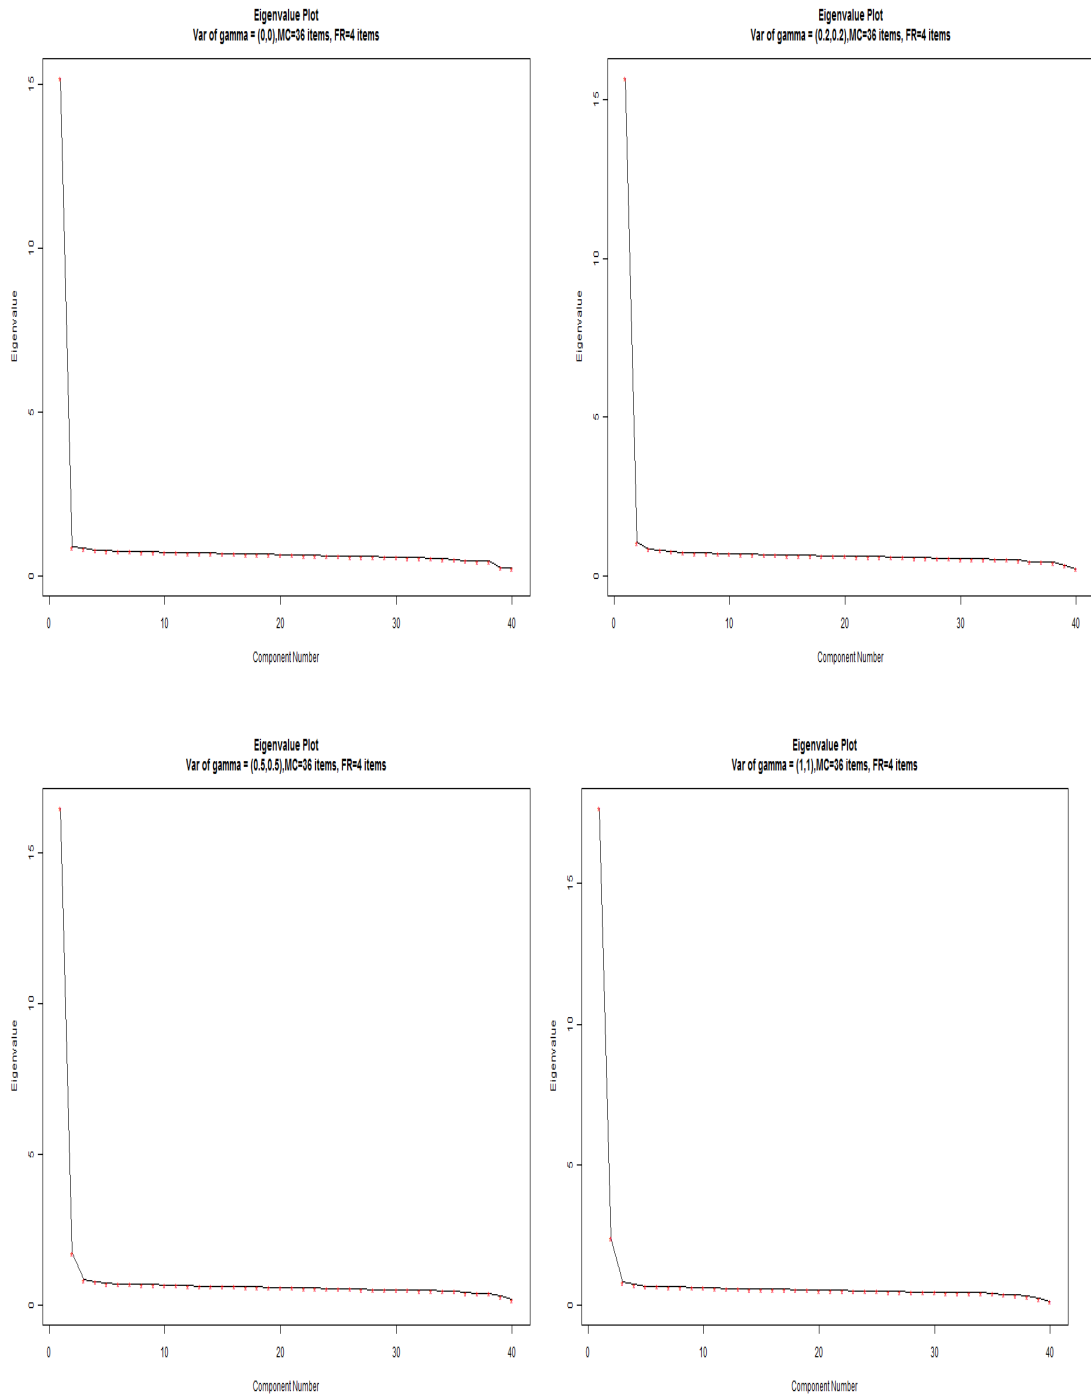 Eigenvalue Plot
Var of gamma = (0,0),MC=36 items, FR=4 items
15
10
5
0
Eigenvalue
0 10 20 30 40
Component Number
Eigenvalue Plot
Var of gamma = (0.2,0.2),MC=36 items, FR=4 items
15
10
5
0
Eigenvalue
0 10 20 30 40
Component Number
Eigenvalue Plot
Var of gamma = (0.5,0.5),MC=36 items, FR=4 items
15
10
5
0
Eigenvalue
0 10 20 30 40
Component Number
Eigenvalue Plot
Var of gamma = (1,1),MC=36 items, FR=4 items
15
10
5
0
Eigenvalue
0 10 20 30 40
Component Number